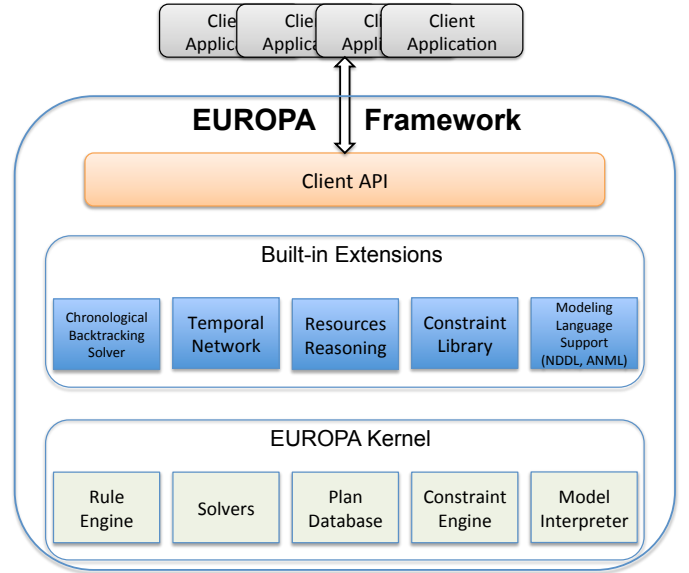 Client
Application
EUROPA Framework
Client API
Built-in Extensions
Chronological
Backtracking
Solver
Temporal
Network
Resources
Reasoning
Constraint
Library
Modeling
Language
Support
(NDDL, ANML)
EUROPA Kernel
Rule
Engine
Solvers
Plan
Database
Constraint
Engine
Model
Interpreter